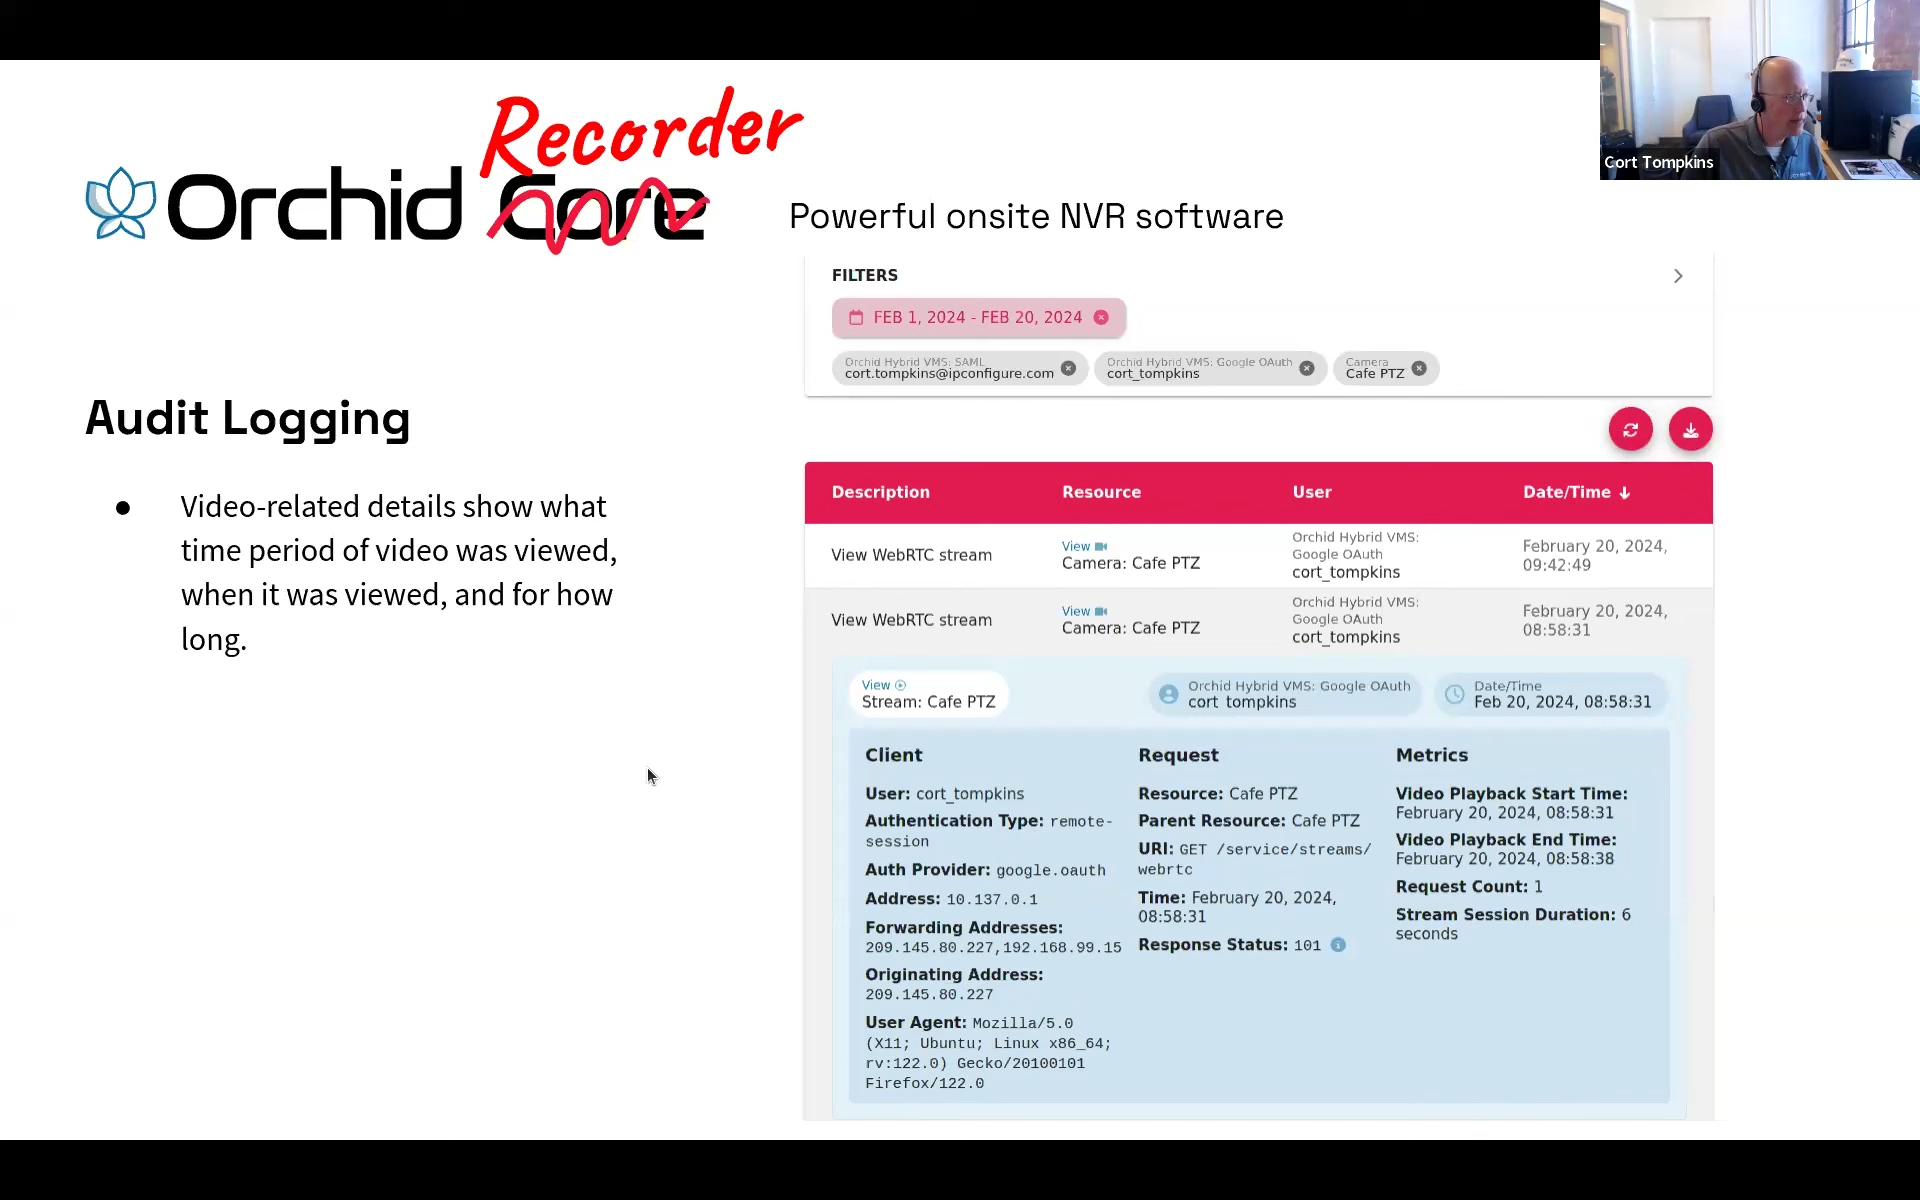 Recorder
Orchid Core
Powerful onsite NVR software
Cort Tompkins
Audit Logging
● Video-related details show what
time period of video was viewed,
when it was viewed, and for how
long.
FILTERS
FEB 1, 2024 - FEB 20, 2024
Orchid Hybrid VMS: SAML
cort.tompkins@ipconfigure.com
Orchid Hybrid VMS: Google OAuth
cort_tompkins
Camera
Cafe PTZ
Description Resource User Date/Time
View WebRTC stream
View
Camera: Cafe PTZ
Orchid Hybrid VMS:
Google OAuth
cort_tompkins
February 20, 2024,
09:42:49
View WebRTC stream
View
Camera: Cafe PTZ
Orchid Hybrid VMS:
Google OAuth
cort_tompkins
February 20, 2024,
08:58:31
View
Stream: Cafe PTZ
Orchid Hybrid VMS: Google OAuth
cort tompkins
Date/Time
Feb 20, 2024, 08:58:31
Client
User: cort_tompkins
Authentication Type: remote-
session
Auth Provider: google.oauth
Address: 10.137.0.1
Forwarding Addresses:
209.145.80.227,192.168.99.15
Originating Address:
209.145.80.227
User Agent: Mozilla/5.0
(X11; Ubuntu; Linux x86_64;
rv:122.0) Gecko/20100101
Firefox/122.0
Request
Resource: Cafe PTZ
Parent Resource: Cafe PTZ
URI: GET /service/streams/
webrtc
Time: February 20, 2024,
08:58:31
Response Status: 101
Metrics
Video Playback Start Time:
February 20, 2024, 08:58:31
Video Playback End Time:
February 20, 2024, 08:58:38
Request Count: 1
Stream Session Duration: 6
seconds